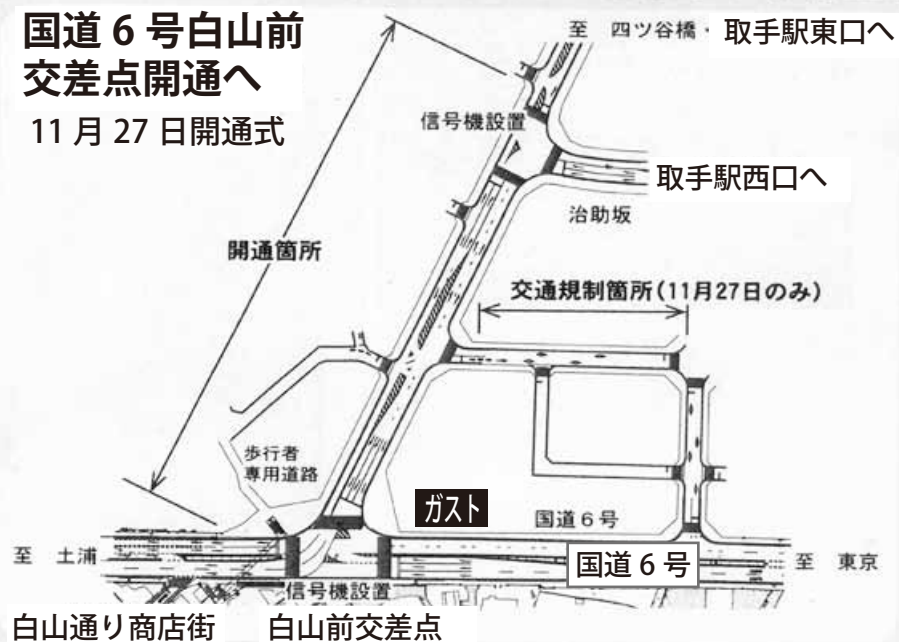 国道6号白山前
交差点開通へ
11月27日開通式
至 四ツ谷橋・取手駅東口へ
信号機設置
取手駅西口へ
治助坂
開通箇所
交通規制箇所(11月27日のみ)
歩行者
専用道路
ガスト
国道6号
至 土浦
国道6号
至 東京
信号機設置
白山通り商店街
白山前交差点